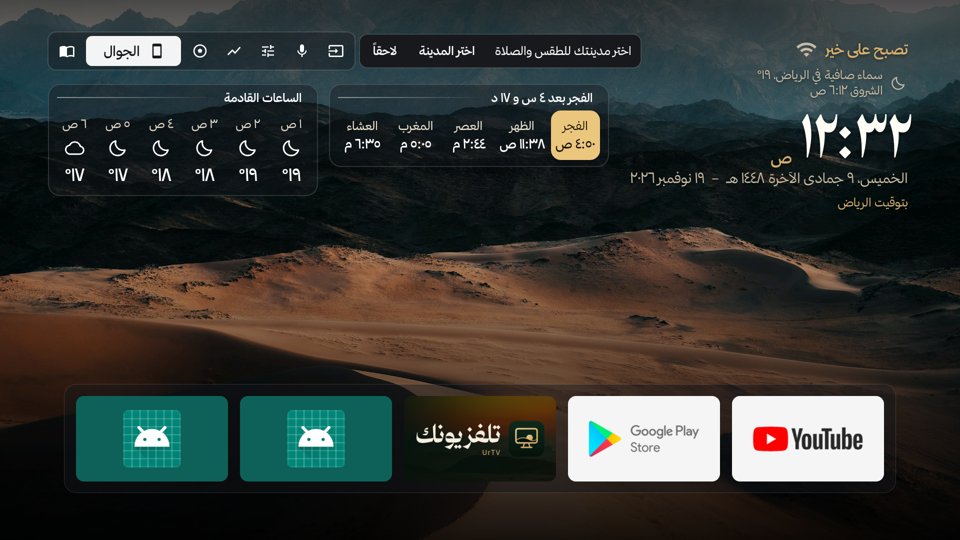 تصبح على خير
سماء صافية في الرياض، ١٩°
الشروق ٦:١٢ ص
١٢:٣٢ ص
الخميس، ٩ جمادى الآخرة ١٤٤٨ هـ – ١٩ نوفمبر ٢٠٢٦
بتوقيت الرياض
اختر مدينتك للطقس والصلاة
اختر المدينة
لاحقاً
الجوال
الفجر بعد ٤ س و ١٧ د
الفجر الظهر العصر المغرب العشاء
٤:٥٠ ص ١١:٣٨ ص ٢:٤٤ م ٥:٠٥ م ٦:٣٥ م
الساعات القادمة
١ ص ٢ ص ٣ ص ٤ ص ٥ ص ٦ ص
١٩° ١٩° ١٨° ١٨° ١٧° ١٧°
YouTube
Google Play
Store
تلفزيونك
UrTV